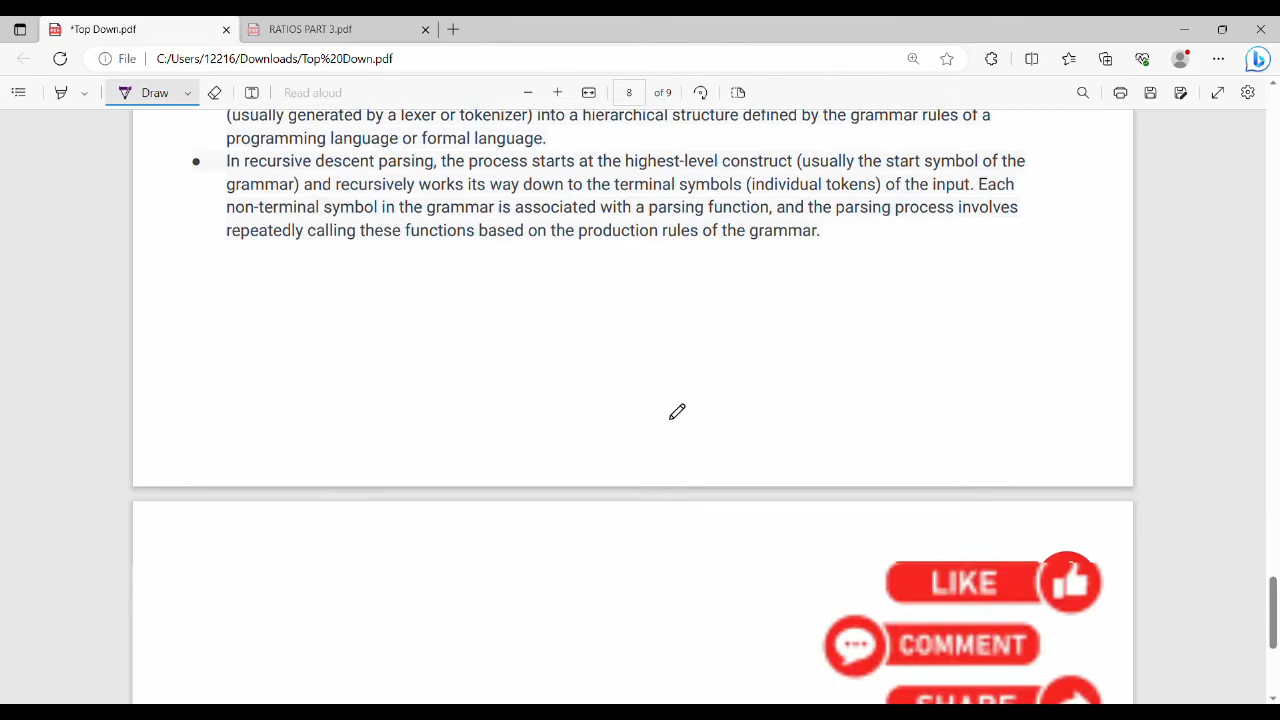 *Top Down.pdf
RATIOS PART 3.pdf
File
C:/Users/12216/Downloads/Top%20Down.pdf
Draw
Read aloud
8
of 9
(usually generated by a lexer or tokenizer) into a hierarchical structure defined by the grammar rules of a
programming language or formal language.
● In recursive descent parsing, the process starts at the highest-level construct (usually the start symbol of the
grammar) and recursively works its way down to the terminal symbols (individual tokens) of the input. Each
non-terminal symbol in the grammar is associated with a parsing function, and the parsing process involves
repeatedly calling these functions based on the production rules of the grammar.
LIKE
COMMENT
SHARE